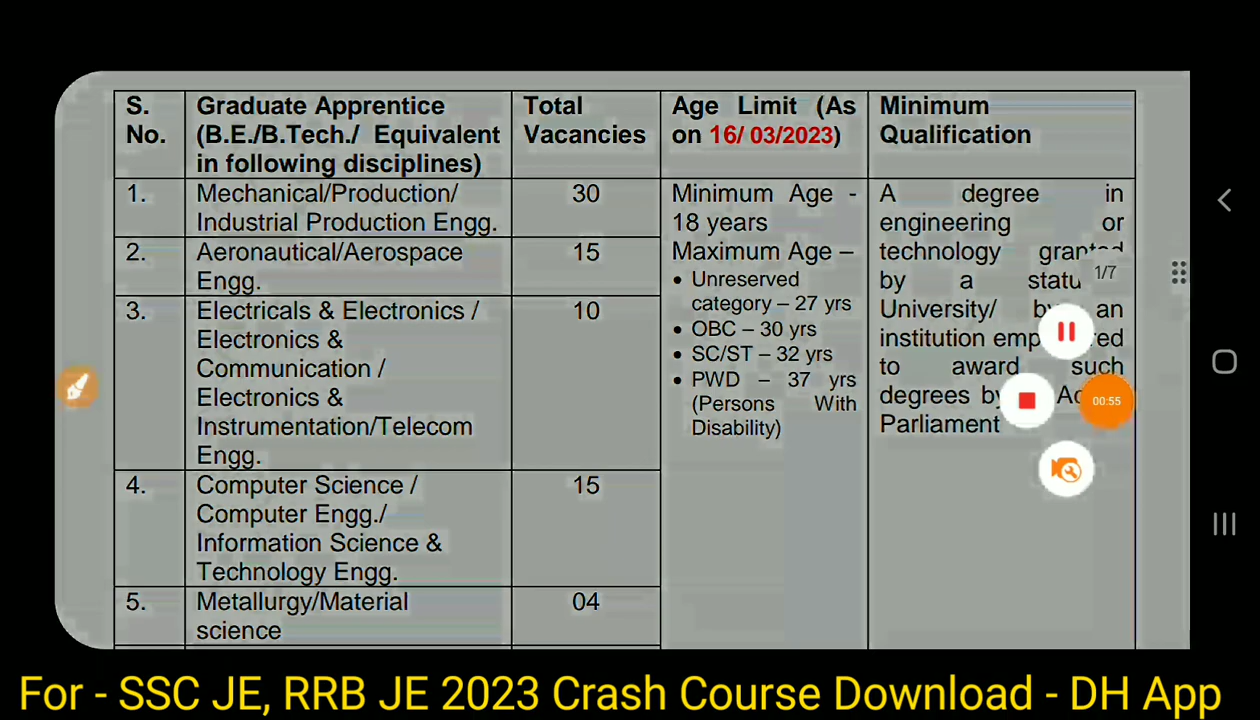 S. No.
Graduate Apprentice
(B.E./B.Tech./ Equivalent
in following disciplines)
Total
Vacancies
Age Limit (As
on 16/ 03/2023)
Minimum
Qualification
1.
Mechanical/Production/
Industrial Production Engg.
30
2.
Aeronautical/Aerospace
Engg.
15
3.
Electricals & Electronics /
Electronics &
Communication /
Electronics &
Instrumentation/Telecom
Engg.
10
4.
Computer Science /
Computer Engg./
Information Science &
Technology Engg.
15
5.
Metallurgy/Material
science
04
Minimum Age -
18 years
Maximum Age –
• Unreserved
category – 27 yrs
• OBC – 30 yrs
• SC/ST – 32 yrs
• PWD – 37 yrs
(Persons With
Disability)
A degree in
engineering or
technology
by a
University/ an
institution
to award such
degrees
Parliament
1/7
00:55
For - SSC JE, RRB JE 2023 Crash Course Download - DH App